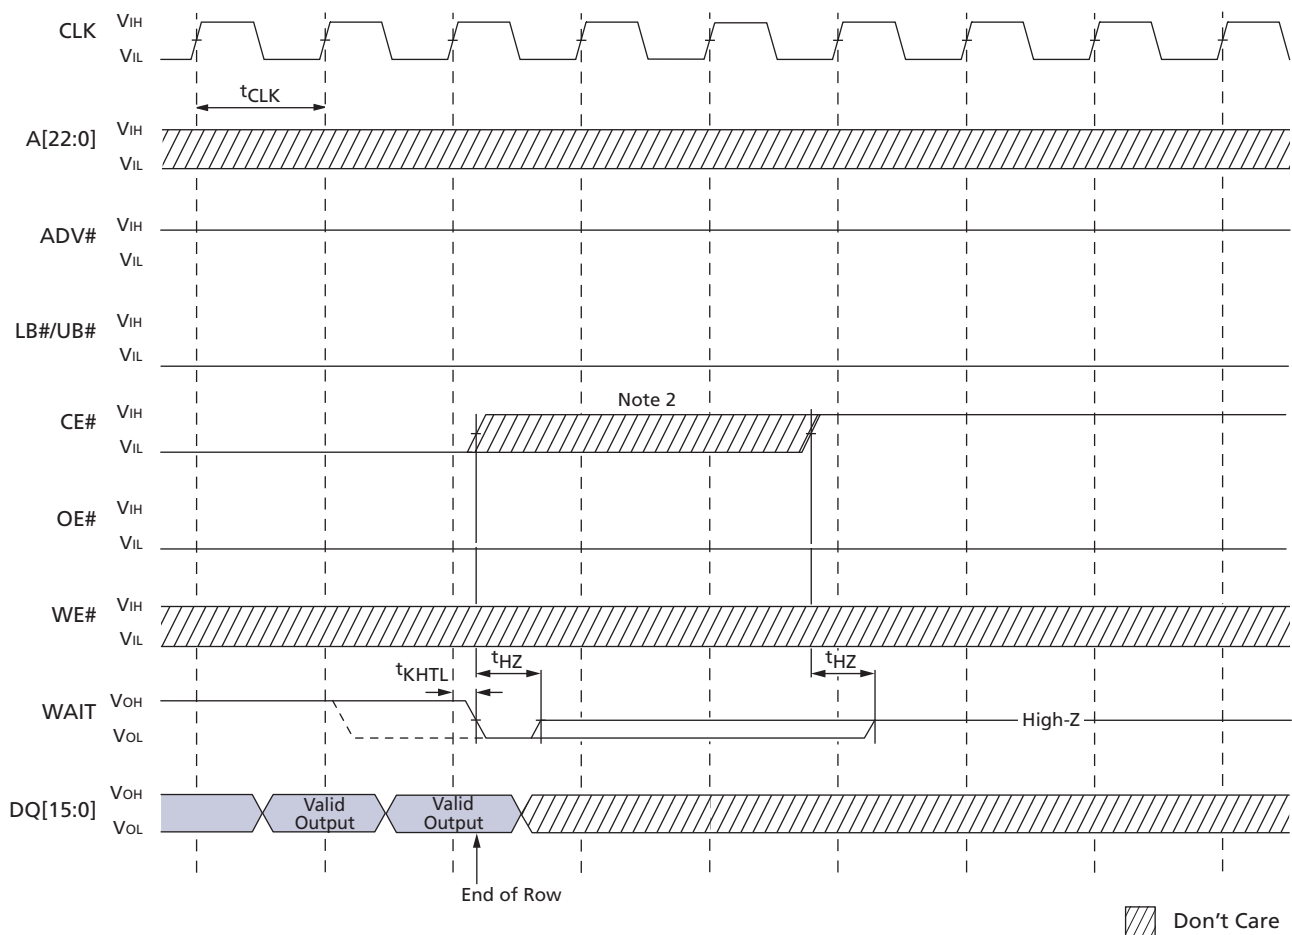 CLK
VIH
VIL
tCLK
A[22:0]
VIH
VIL
ADV#
VIH
VIL
LB#/UB#
VIH
VIL
CE#
VIH
VIL
Note 2
OE#
VIH
VIL
WE#
VIH
VIL
tKHTL
tHZ
tHZ
WAIT
VOH
VOL
High-Z
DQ[15:0]
VOH
VOL
Valid
Output
Valid
Output
End of Row
Don't Care